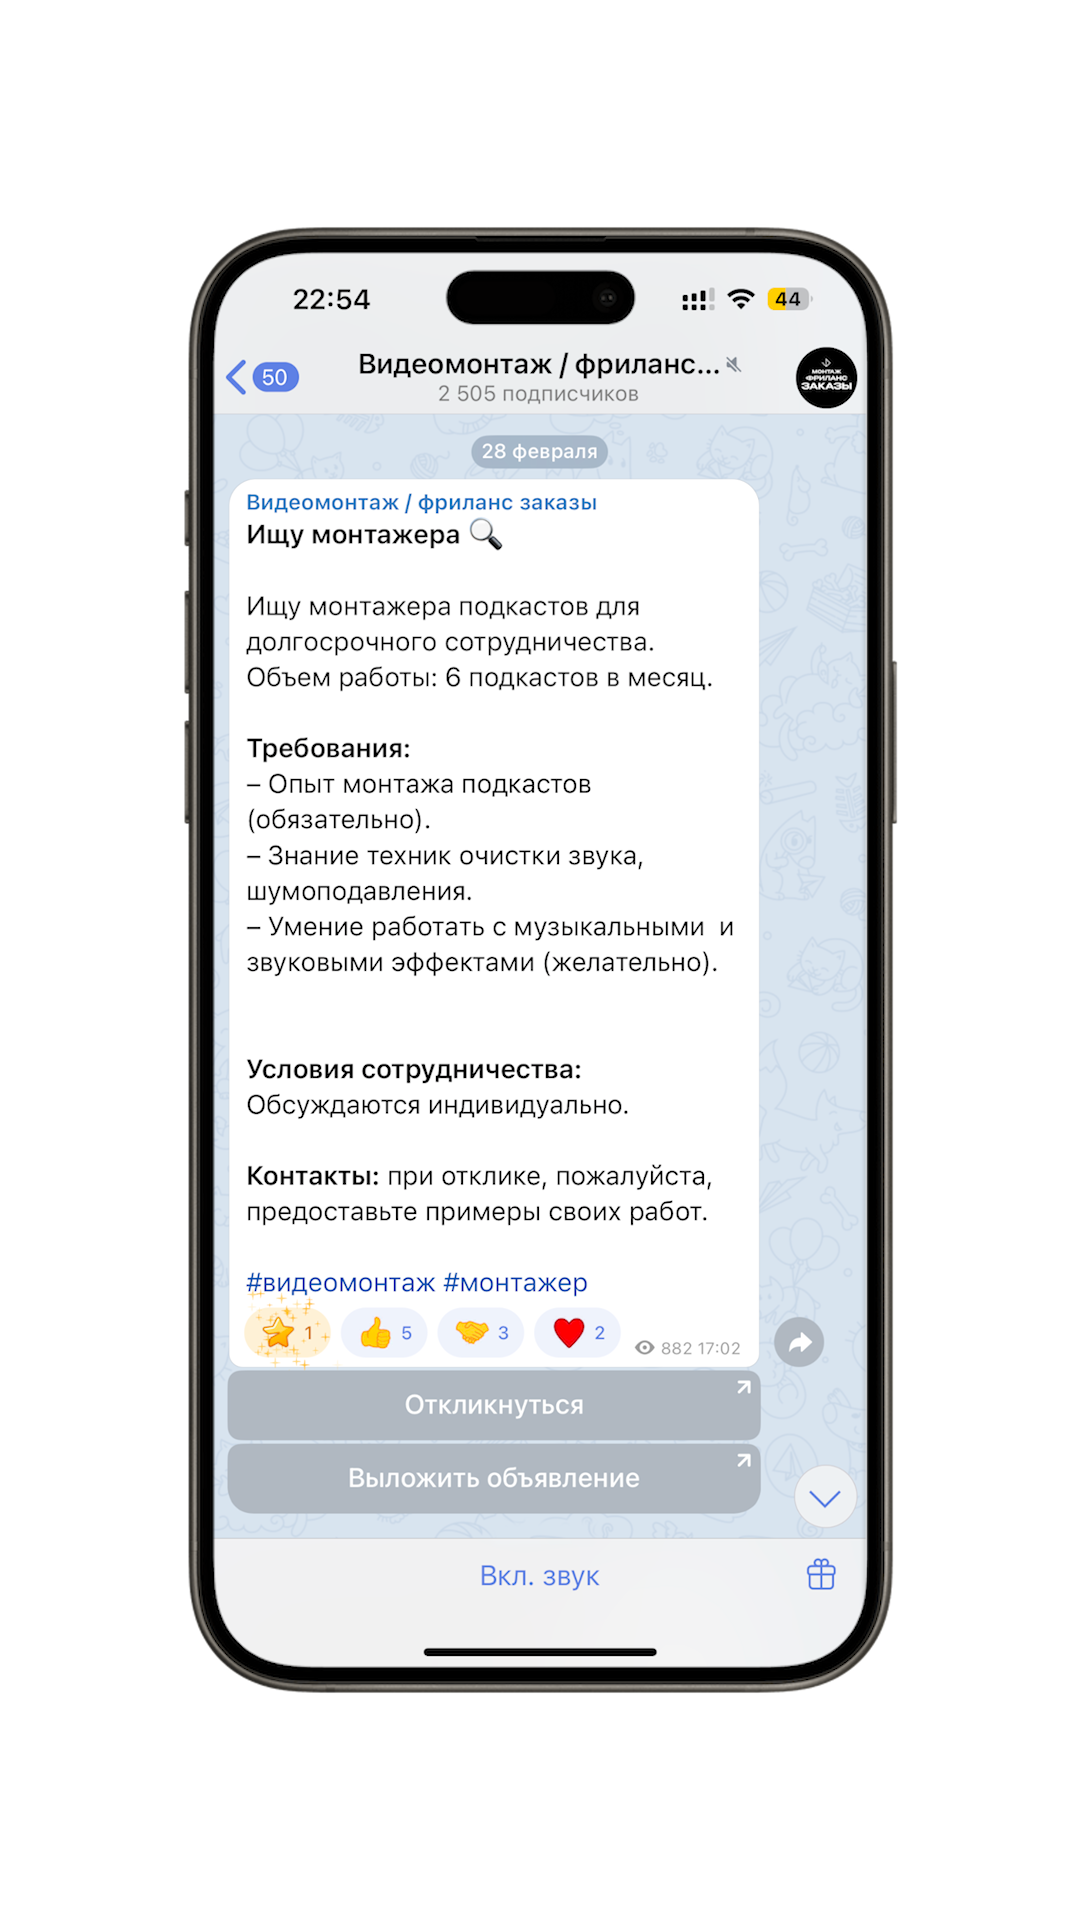 22:54
44
50
Видеомонтаж / фриланс...
2 505 подписчиков
МОНТАЖ
ФРИЛАНС
ЗАКАЗЫ
28 февраля
Видеомонтаж / фриланс заказы
Ищу монтажера
Ищу монтажера подкастов для
долгосрочного сотрудничества.
Объем работы: 6 подкастов в месяц.
Требования:
– Опыт монтажа подкастов
(обязательно).
– Знание техник очистки звука,
шумоподавления.
– Умение работать с музыкальными  и
звуковыми эффектами (желательно).
Условия сотрудничества:
Обсуждаются индивидуально.
Контакты: при отклике, пожалуйста,
предоставьте примеры своих работ.
#видеомонтаж #монтажер
1 5 3 2 882 17:02
Откликнуться
Выложить объявление
Вкл. звук